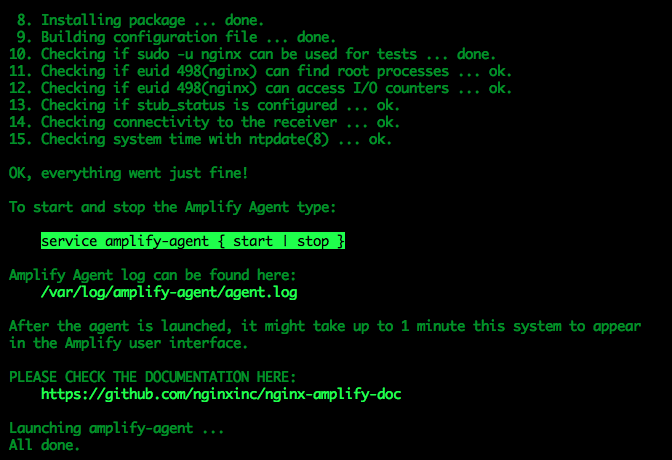 8. Installing package ... done.
9. Building configuration file ... done.
10. Checking if sudo -u nginx can be used for tests ... done.
11. Checking if euid 498(nginx) can find root processes ... ok.
12. Checking if euid 498(nginx) can access I/O counters ... ok.
13. Checking if stub_status is configured ... ok.
14. Checking connectivity to the receiver ... ok.
15. Checking system time with ntpdate(8) ... ok.
OK, everything went just fine!
To start and stop the Amplify Agent type:
service amplify-agent { start | stop }
Amplify Agent log can be found here:
/var/log/amplify-agent/agent.log
After the agent is launched, it might take up to 1 minute this system to appear
in the Amplify user interface.
PLEASE CHECK THE DOCUMENTATION HERE:
https://github.com/nginxinc/nginx-amplify-doc
Launching amplify-agent ...
All done.